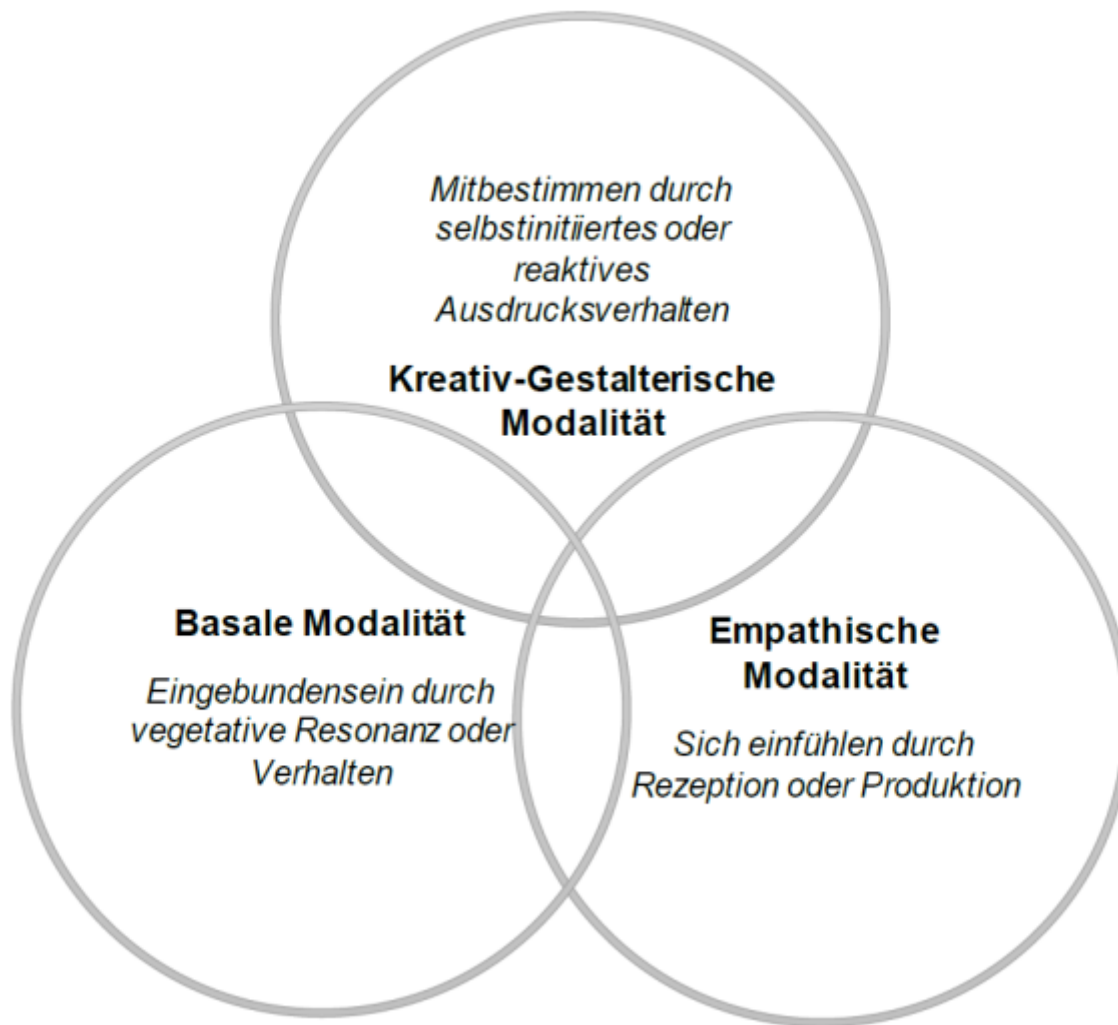 Mitbestimmen durch
selbstinitiiertes oder
reaktives
Ausdrucksverhalten
Kreativ-Gestalterische
Modalität
Basale Modalität
Eingebundensein durch
vegetative Resonanz oder
Verhalten
Empathische
Modalität
Sich einfühlen durch
Rezeption oder Produktion